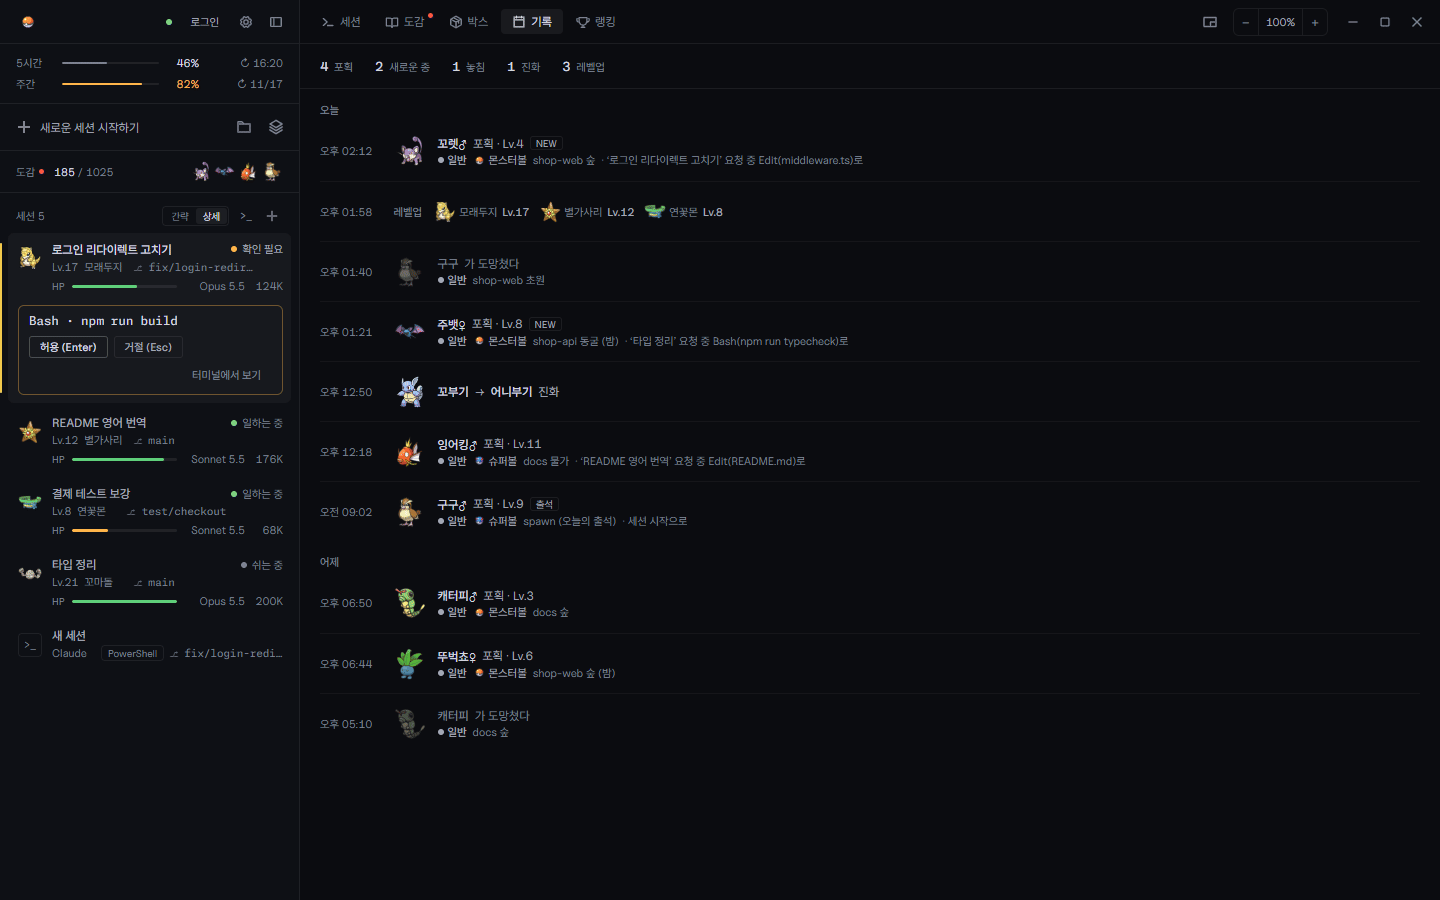 로그인
5시간 46% 16:20
주간 82% 11/17
새로운 세션 시작하기
도감 185 / 1025
세션 5 간략 상세
로그인 리다이렉트 고치기 확인 필요
Lv.17 모래두지 fix/login-redir…
HP Opus 5.5 124K
Bash · npm run build
허용 (Enter) 거절 (Esc)
터미널에서 보기
README 영어 번역 일하는 중
Lv.12 별가사리 main
HP Sonnet 5.5 176K
결제 테스트 보강 일하는 중
Lv.8 연꽃몬 test/checkout
HP Sonnet 5.5 68K
타입 정리 쉬는 중
Lv.21 꼬마돌 main
HP Opus 5.5 200K
새 세션
Claude PowerShell fix/login-redi…
세션 도감 박스 기록 랭킹 − 100% +
4 포획 2 새로운 종 1 놓침 1 진화 3 레벨업
오늘
오후 02:12 꼬렛♂ 포획 · Lv.4 NEW
일반 몬스터볼 shop-web 숲 · ‘로그인 리다이렉트 고치기’ 요청 중 Edit(middleware.ts)로
오후 01:58 레벨업 모래두지 Lv.17 별가사리 Lv.12 연꽃몬 Lv.8
오후 01:40 구구 가 도망쳤다
일반 shop-web 초원
오후 01:21 주뱃♀ 포획 · Lv.8 NEW
일반 몬스터볼 shop-api 동굴 (밤) · ‘타입 정리’ 요청 중 Bash(npm run typecheck)로
오후 12:50 꼬부기 → 어니부기 진화
오후 12:18 잉어킹♂ 포획 · Lv.11
일반 슈퍼볼 docs 물가 · ‘README 영어 번역’ 요청 중 Edit(README.md)로
오전 09:02 구구♂ 포획 · Lv.9 출석
일반 슈퍼볼 spawn (오늘의 출석) · 세션 시작으로
어제
오후 06:50 캐터피♂ 포획 · Lv.3
일반 몬스터볼 docs 숲
오후 06:44 뚜벅쵸♀ 포획 · Lv.6
일반 몬스터볼 shop-web 숲 (밤)
오후 05:10 캐터피 가 도망쳤다
일반 docs 숲